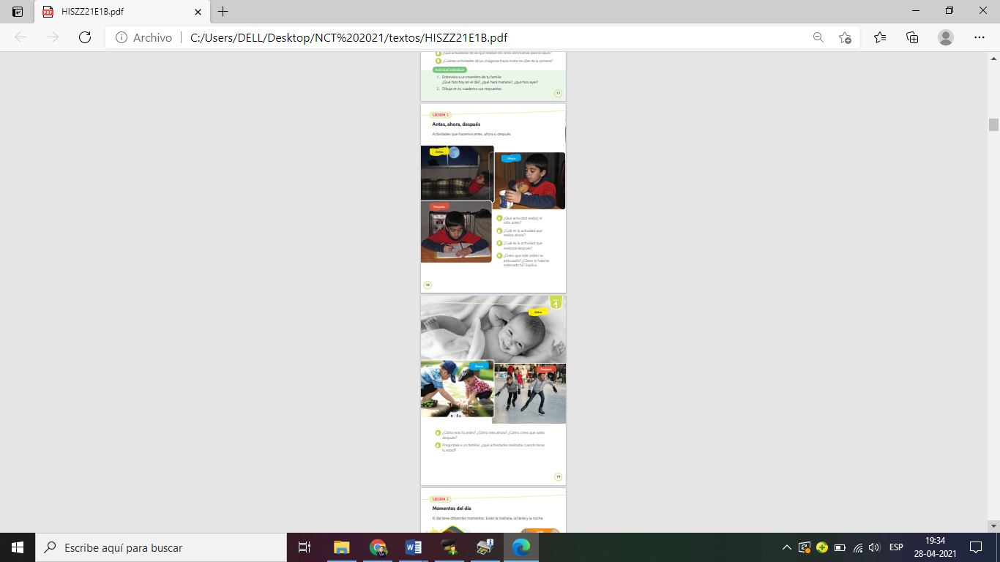 HISZZ21E1B.pdf
Archivo
C:/Users/DELL/Desktop/NCT%202021/textos/HISZZ21E1B.pdf
¿Qué actividades de las que realizan los niños son buenas para la salud?
¿Cuántas actividades de las imágenes haces todos los días de la semana?
Actividad individual
1. Entrevista a un miembro de tu familia:
¿Qué hizo hoy en el día?, ¿qué hará mañana?, ¿qué hizo ayer?
2. Dibuja en tu cuaderno sus respuestas.
17
LECCIÓN 2
Antes, ahora, después
Actividades que hacemos antes, ahora o después
Antes
Ahora
Después
¿Qué actividad realizó el
niño antes?
¿Cuál es la actividad que
realiza ahora?
¿Cuál es la actividad que
realizará después?
¿Crees que este orden es
adecuado? ¿Cómo lo habrías
ordenado tú? Explica.
18
1
Antes
Ahora
Después
¿Cómo eras tú antes? ¿Cómo eres ahora? ¿Cómo crees que serás
después?
Pregúntale a un familiar, ¿qué actividades realizaba cuando tenía
tu edad?
19
LECCIÓN 2
Momentos del día
El día tiene diferentes momentos. Están la mañana, la tarde y la noche.
Tarde
Escribe aquí para buscar
ESP
19:34
28-04-2021